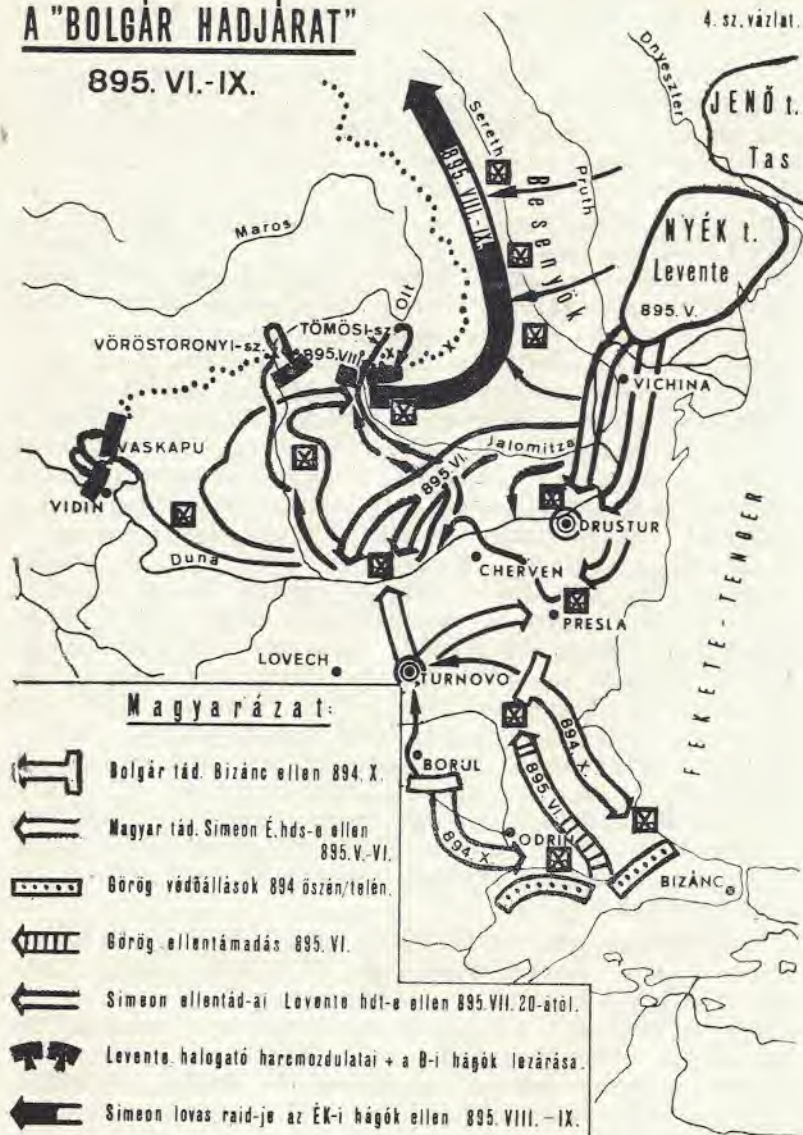 A "BOLGÁR HADJÁRAT"
895. VI.-IX.
4. sz. vázlat.
Dnyeszter
JENŐ t.
Tas
Sereth
Pruth
Besenyök
895. VIII.-IX.
NYÉK t.
Levente
895. V.
Maros
Olt
TÖMÖSI-sz.
VÖRÖSTORONYI-sz.
895. VIII.
VICHINA
VASKAPU
Jalomitza
895. VI.
VIDIN
DRUSTUR
Duna
CHERVEN
PRESLA
FEKETE-TENGER
LOVECH
TURNOVO
Magyarázat:
BORUL
894. X.
895. VI.
894. X.
ODRIN
BIZÁNC
Bolgár tád. Bizánc ellen 894. X.
Magyar tád. Simeon É.hds-e ellen
895. V.-VI.
Görög védőállások 894 őszén/telén.
Görög ellentámadás 895. VI.
Simeon ellentád-ai Levente hdt-e ellen 895. VII. 20-ától.
Levente halogató harcmozdulatai + a B-i hágók lezárása.
Simeon lovas raid-je az ÉK-i hágók ellen 895. VIII. - IX.